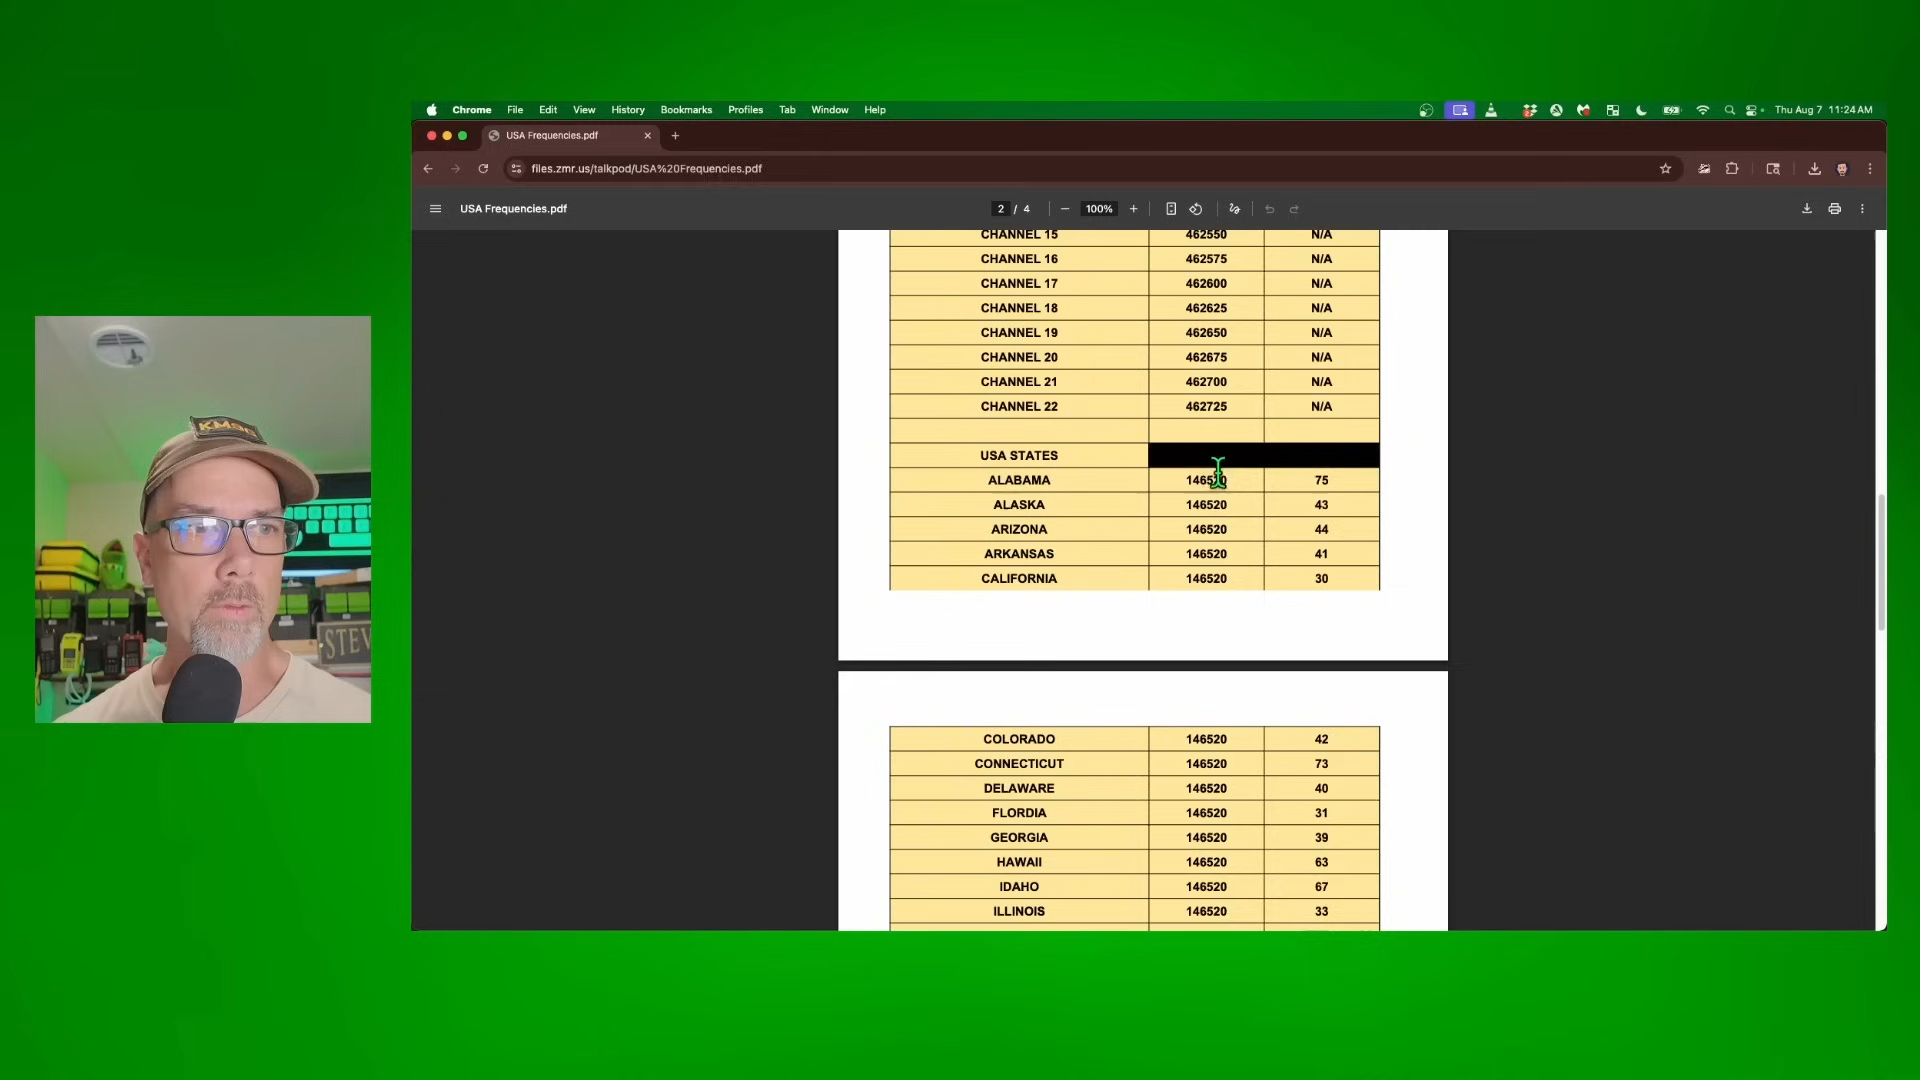 Chrome File Edit View History Bookmarks Profiles Tab Window Help Thu Aug 7 11:24 AM
USA Frequencies.pdf
files.zmr.us/talkpod/USA%20Frequencies.pdf
USA Frequencies.pdf 2 / 4 100%
CHANNEL 15 462550 N/A
CHANNEL 16 462575 N/A
CHANNEL 17 462600 N/A
CHANNEL 18 462625 N/A
CHANNEL 19 462650 N/A
CHANNEL 20 462675 N/A
CHANNEL 21 462700 N/A
CHANNEL 22 462725 N/A
USA STATES
ALABAMA 146520 75
ALASKA 146520 43
ARIZONA 146520 44
ARKANSAS 146520 41
CALIFORNIA 146520 30
COLORADO 146520 42
CONNECTICUT 146520 73
DELAWARE 146520 40
FLORDIA 146520 31
GEORGIA 146520 39
HAWAII 146520 63
IDAHO 146520 67
ILLINOIS 146520 33
STEV